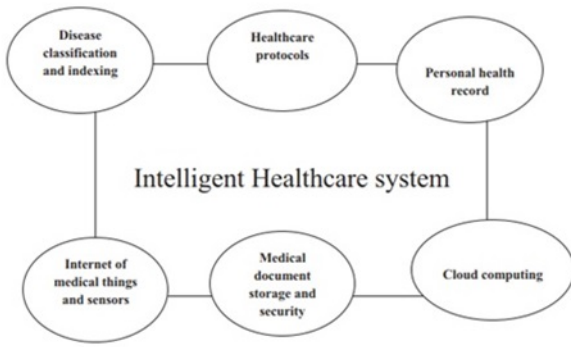 Disease
classification
and indexing
Healthcare
protocols
Personal health
record
Intelligent Healthcare system
Internet of
medical things
and sensors
Medical
document
storage and
security
Cloud computing